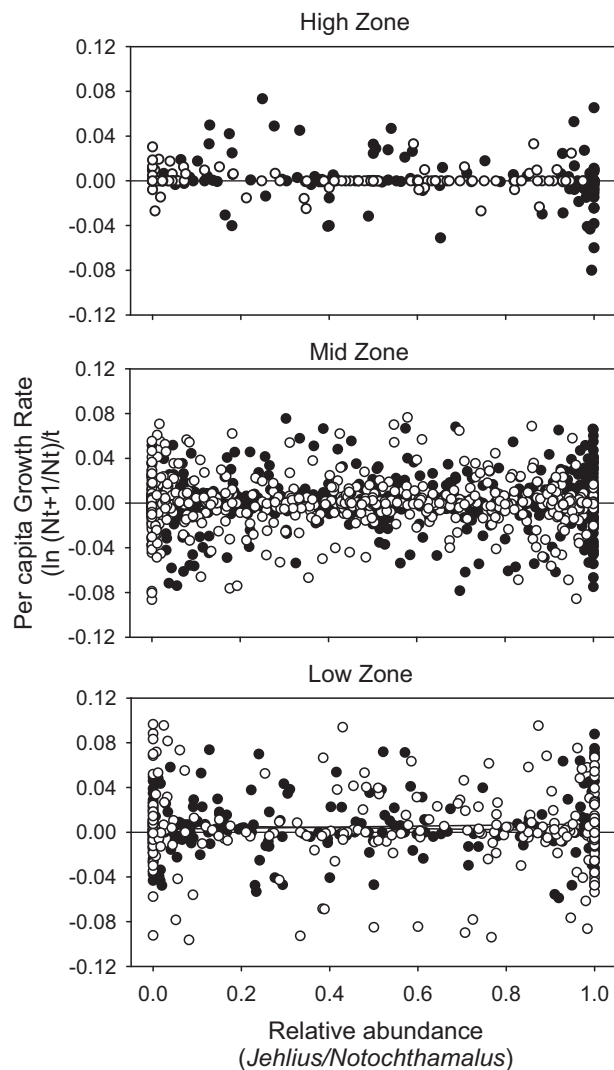 High Zone
0.12
0.08
0.04
0.00
-0.04
-0.08
-0.12
Mid Zone
0.12
0.08
0.04
0.00
-0.04
-0.08
-0.12
Per capita Growth Rate
(ln (Nt+1/Nt)/t
Low Zone
0.12
0.08
0.04
0.00
-0.04
-0.08
-0.12
0.0 0.2 0.4 0.6 0.8 1.0
Relative abundance
(Jehlius/Notochthamalus)